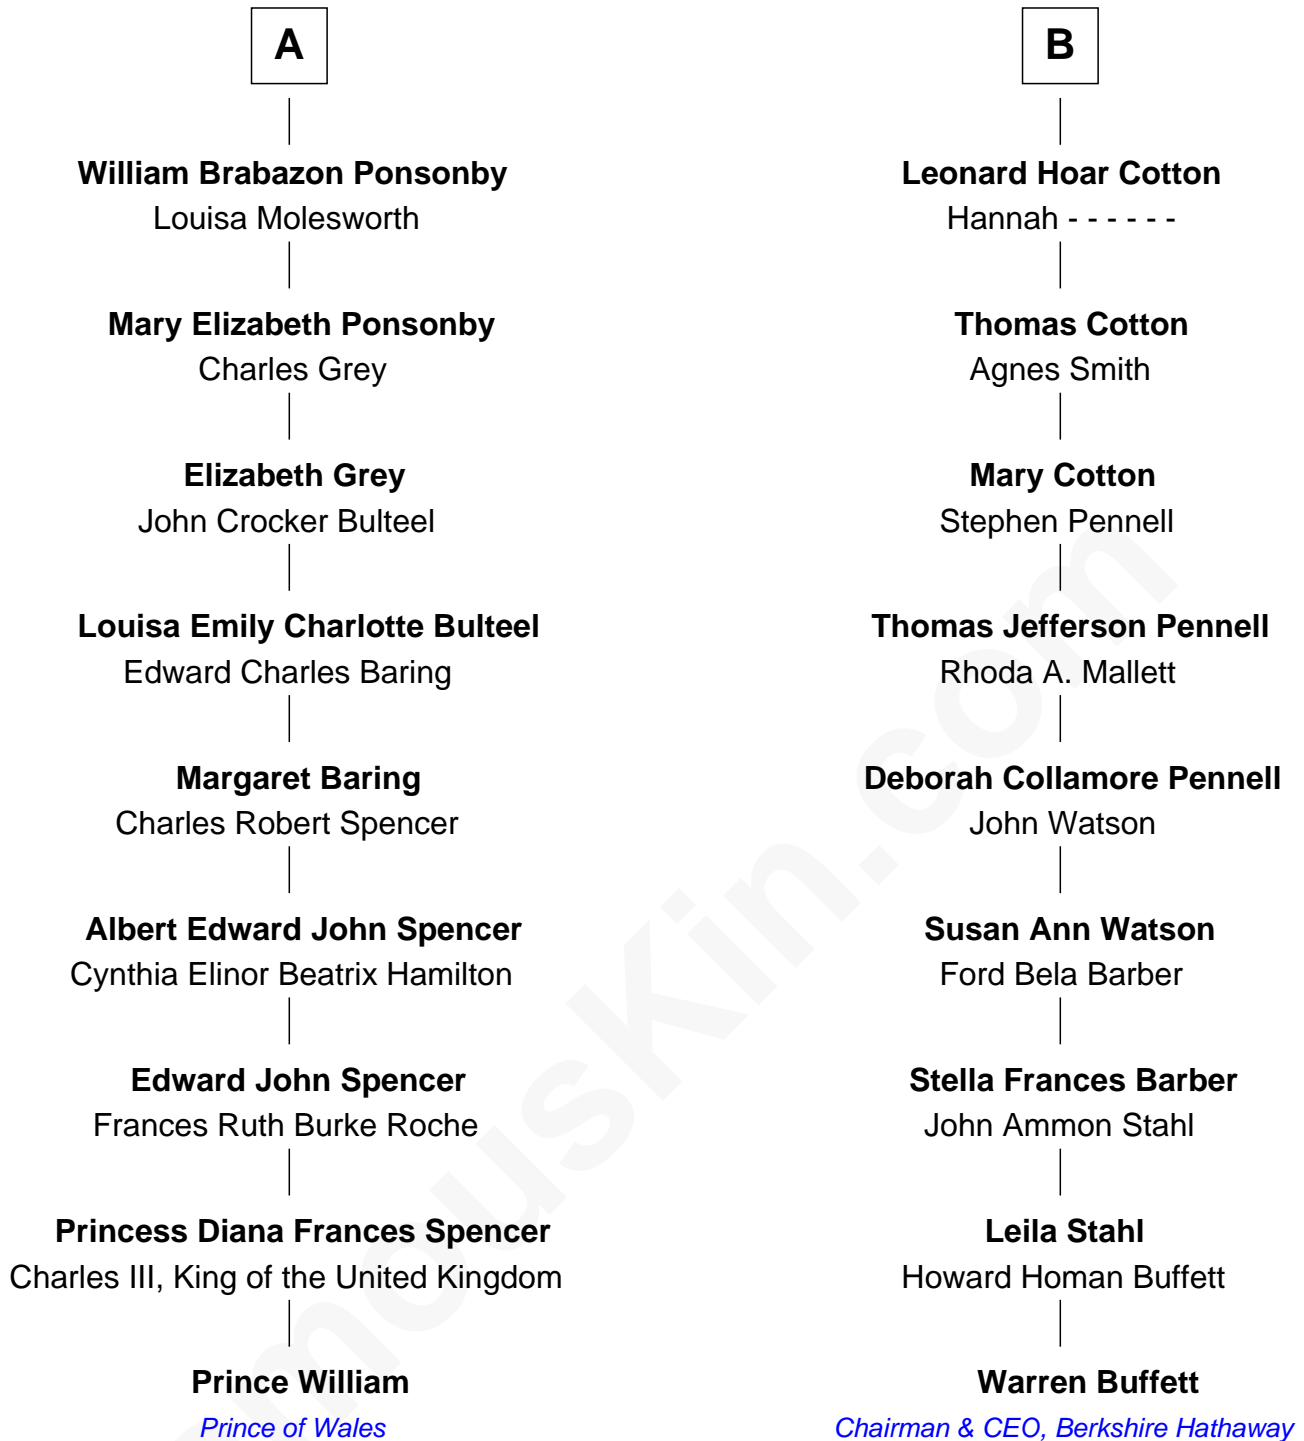 A
William Brabazon Ponsonby
Louisa Molesworth
Mary Elizabeth Ponsonby
Charles Grey
Elizabeth Grey
John Crocker Bulteel
Louisa Emily Charlotte Bulteel
Edward Charles Baring
Margaret Baring
Charles Robert Spencer
Albert Edward John Spencer
Cynthia Elinor Beatrix Hamilton
Edward John Spencer
Frances Ruth Burke Roche
Princess Diana Frances Spencer
Charles III, King of the United Kingdom
Prince William
Prince of Wales
B
Leonard Hoar Cotton
Hannah - - - - - -
Thomas Cotton
Agnes Smith
Mary Cotton
Stephen Pennell
Thomas Jefferson Pennell
Rhoda A. Mallett
Deborah Collamore Pennell
John Watson
Susan Ann Watson
Ford Bela Barber
Stella Frances Barber
John Ammon Stahl
Leila Stahl
Howard Homan Buffett
Warren Buffett
Chairman & CEO, Berkshire Hathaway
mousKin.com